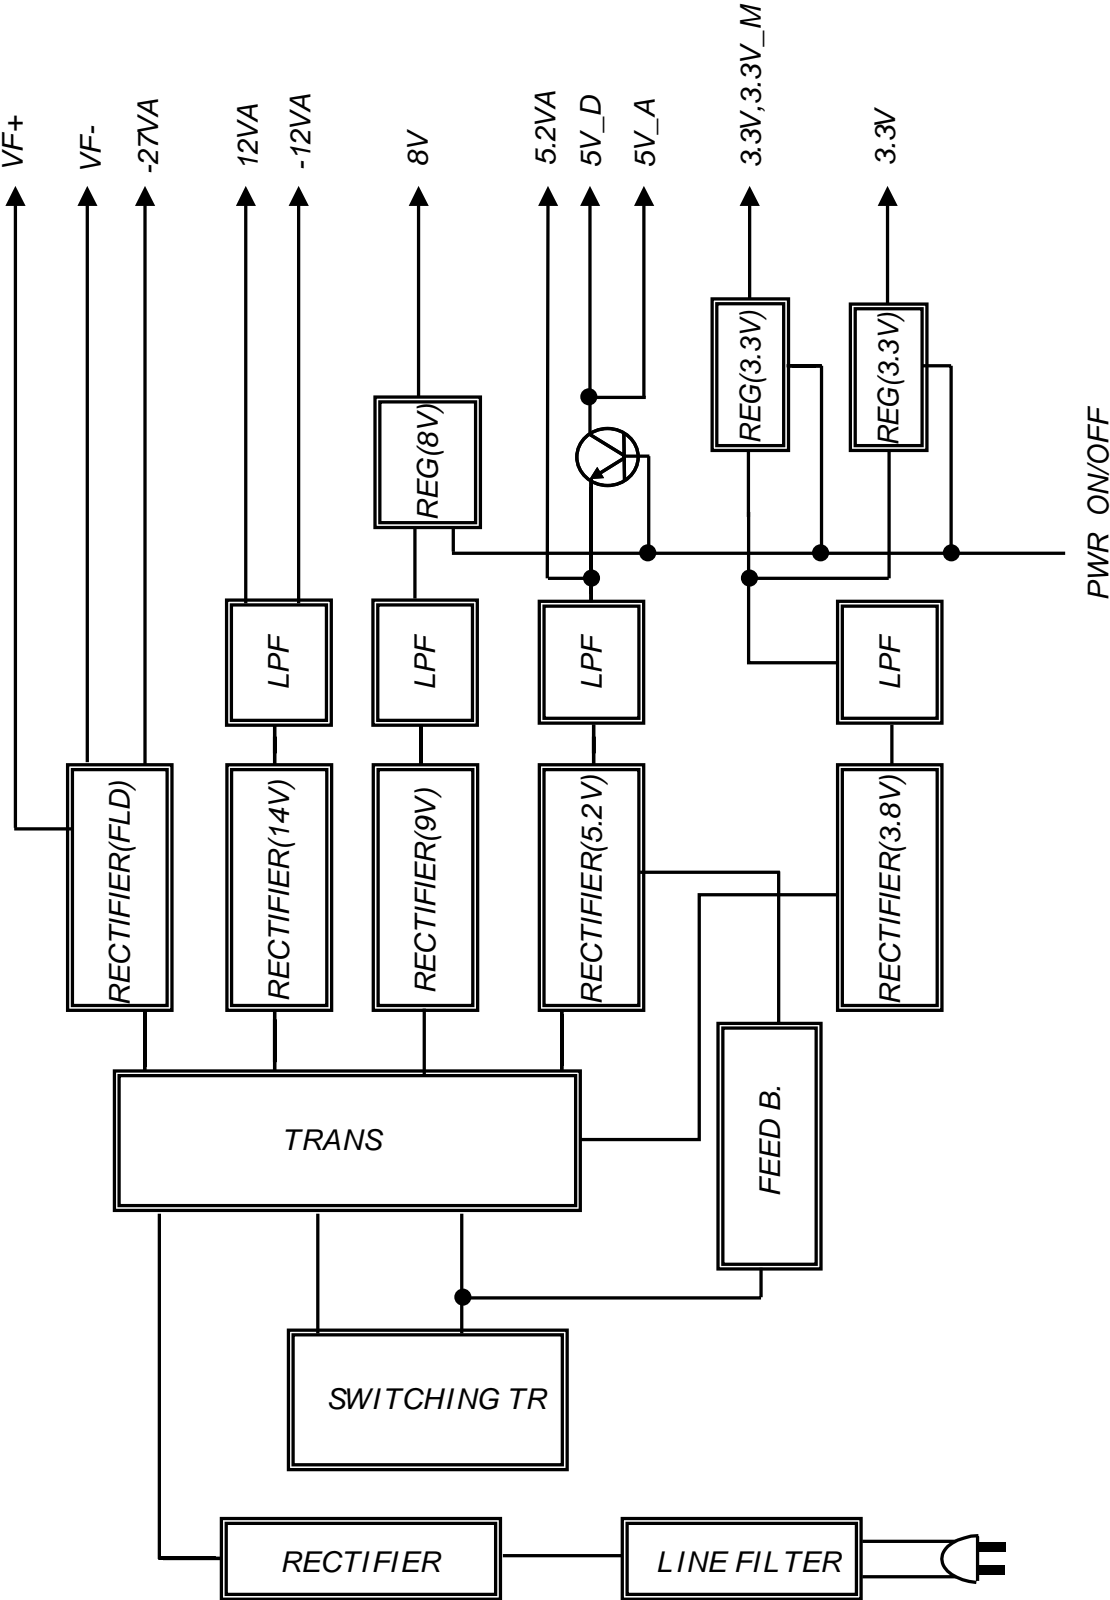 VF+
VF-
-27VA
12VA
-12VA
8V
5.2VA
5V_D
5V_A
3.3V,3.3V_M
3.3V
REG(8V)
REG(3.3V)
REG(3.3V)
PWR ON/OFF
LPF
LPF
LPF
LPF
RECTIFIER(FLD)
RECTIFIER(14V)
RECTIFIER(9V)
RECTIFIER(5.2V)
RECTIFIER(3.8V)
TRANS
FEED B.
SWITCHING TR
RECTIFIER
LINE FILTER